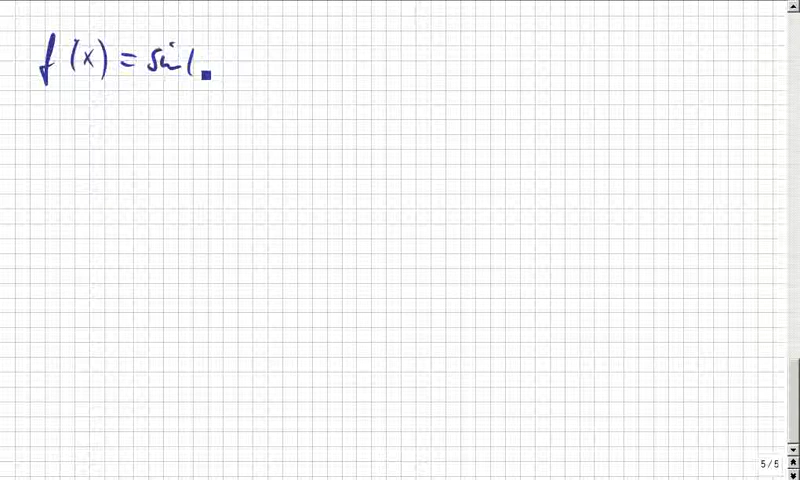 f(x) = sin(
5/5